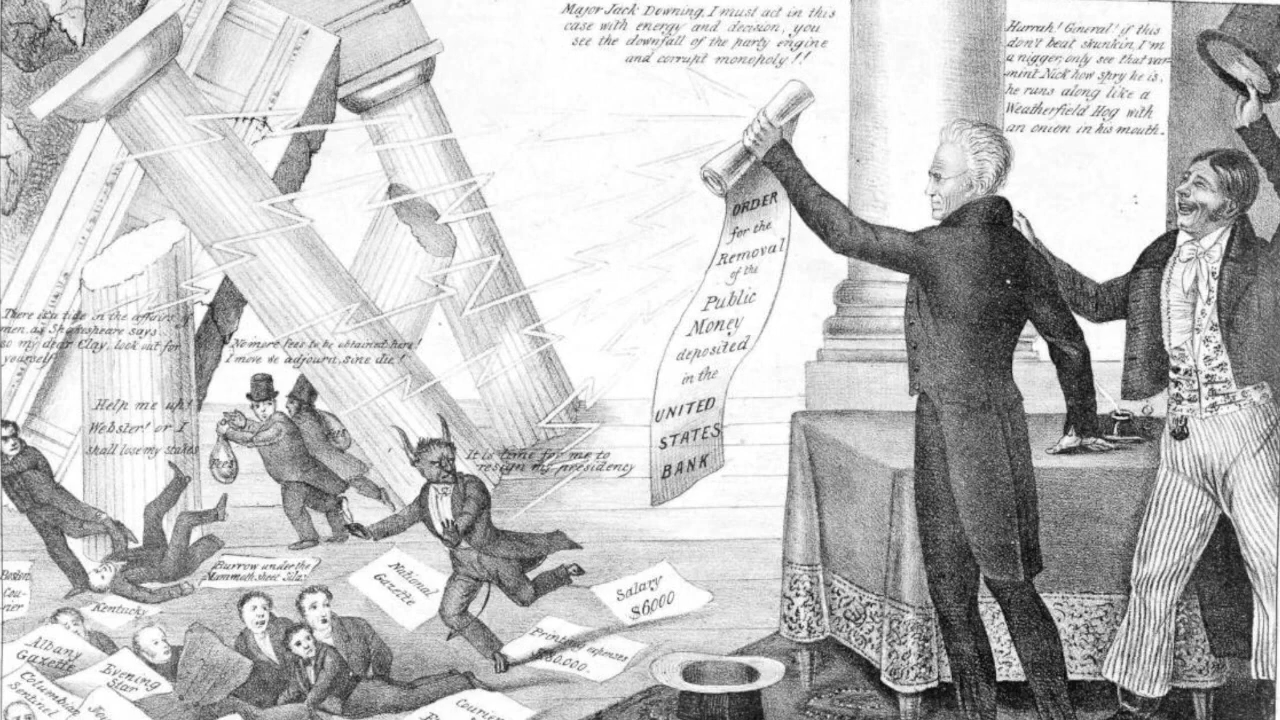 Major Jack Downing, I must act in this
case with energy and decision, you
see the downfall of the party engine
and corrupt monopoly!!
Hurrah! General! if this
don't beat skunkin, I'm
a nigger, only see that var-
mint Nick how spry he is,
he runs along like a
Weatherfield Hog with
an onion in his mouth.
ORDER
for the
Removal
of the
Public
Money
deposited
in the
UNITED
STATES
BANK
There is a tide in the affairs of
men, as Shakespeare says
so my dear Clay, look out for
yourself.
No more fees to be obtained here!
I move we adjourn, sine die!
Help me up!
Webster! or I
shall lose my stakes
Fees
It is time for me to
resign my presidency
Burrow under the
Mammoth sheet Silas
National
Gazette
Salary
$6000
Printing expenses
$80.000.
Boston
Cou-
rier
Kentucky
Albany
Gazette
Evening
Star
Columbian
Sentinel
Courier